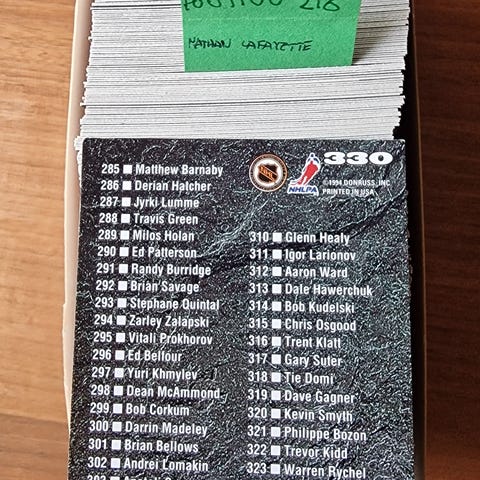 218
NATHAN LAFAYETTE
330
NHL
NHLPA
©1994 DONRUSS, INC
PRINTED IN USA
285 Matthew Barnaby
286 Derian Hatcher
287 Jyrki Lumme
288 Travis Green
289 Milos Holan
290 Ed Patterson
291 Randy Burridge
292 Brian Savage
293 Stephane Quintal
294 Zarley Zalapski
295 Vitali Prokhorov
296 Ed Belfour
297 Yuri Khmylev
298 Dean McAmmond
299 Bob Corkum
300 Darrin Madeley
301 Brian Bellows
302 Andrei Lomakin
310 Glenn Healy
311 Igor Larionov
312 Aaron Ward
313 Dale Hawerchuk
314 Bob Kudelski
315 Chris Osgood
316 Trent Klatt
317 Gary Suter
318 Tie Domi
319 Dave Gagner
320 Kevin Smyth
321 Philippe Bozon
322 Trevor Kidd
323 Warren Rychel